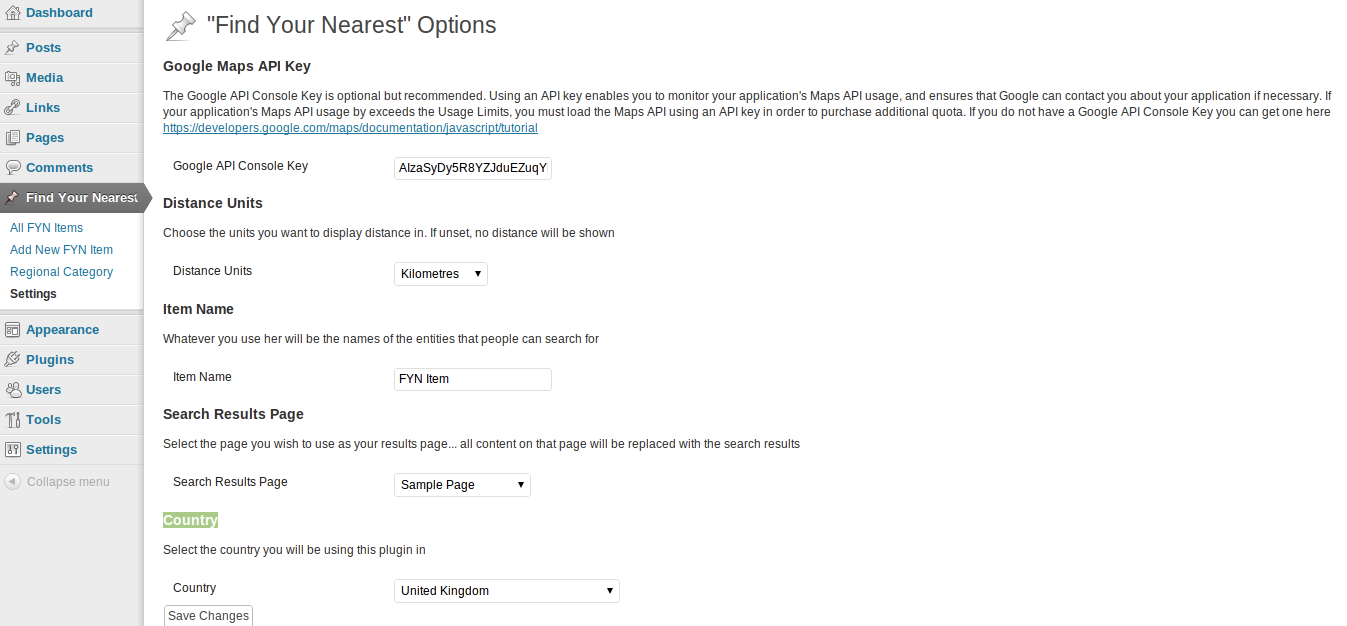 Dashboard
Posts
Media
Links
Pages
Comments
Find Your Nearest
All FYN Items
Add New FYN Item
Regional Category
Settings
Appearance
Plugins
Users
Tools
Settings
Collapse menu
"Find Your Nearest" Options
Google Maps API Key
The Google API Console Key is optional but recommended. Using an API key enables you to monitor your application's Maps API usage, and ensures that Google can contact you about your application if necessary. If
your application's Maps API usage by exceeds the Usage Limits, you must load the Maps API using an API key in order to purchase additional quota. If you do not have a Google API Console Key you can get one here
https://developers.google.com/maps/documentation/javascript/tutorial
Google API Console Key
AIzaSyDy5R8YZJduEZuqY
Distance Units
Choose the units you want to display distance in. If unset, no distance will be shown
Distance Units
Kilometres
Item Name
Whatever you use her will be the names of the entities that people can search for
Item Name
FYN Item
Search Results Page
Select the page you wish to use as your results page... all content on that page will be replaced with the search results
Search Results Page
Sample Page
Country
Select the country you will be using this plugin in
Country
United Kingdom
Save Changes